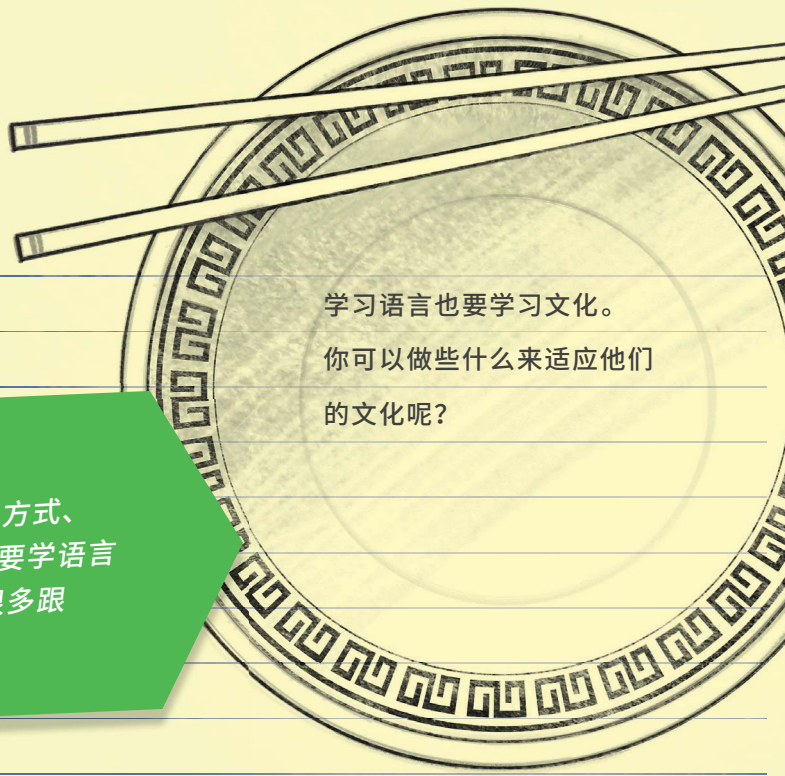 学习语言也要学习文化。
你可以做些什么来适应他们
的文化呢？
方式、
要学语言
多跟